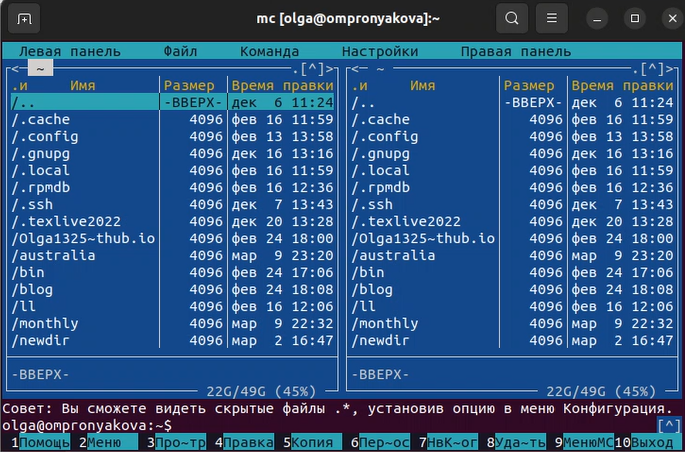 mc [olga@ompronyakova]:~
Левая панель Файл Команда Настройки Правая панель
<— ~ .[^]> <— ~ .[^]>
.и Имя Размер Время правки .и Имя Размер Время правки
/.. -ВВЕРХ- дек 6 11:24 /.. -ВВЕРХ- дек 6 11:24
/.cache 4096 фев 16 11:59 /.cache 4096 фев 16 11:59
/.config 4096 фев 13 13:58 /.config 4096 фев 13 13:58
/.gnupg 4096 дек 16 13:16 /.gnupg 4096 дек 16 13:16
/.local 4096 фев 16 11:59 /.local 4096 фев 16 11:59
/.rpmdb 4096 фев 16 12:36 /.rpmdb 4096 фев 16 12:36
/.ssh 4096 дек 7 13:43 /.ssh 4096 дек 7 13:43
/.texlive2022 4096 дек 20 13:28 /.texlive2022 4096 дек 20 13:28
/Olga1325~thub.io 4096 фев 24 18:00 /Olga1325~thub.io 4096 фев 24 18:00
/australia 4096 мар 9 23:20 /australia 4096 мар 9 23:20
/bin 4096 фев 24 17:06 /bin 4096 фев 24 17:06
/blog 4096 фев 24 18:08 /blog 4096 фев 24 18:08
/ll 4096 фев 16 12:06 /ll 4096 фев 16 12:06
/monthly 4096 мар 9 22:32 /monthly 4096 мар 9 22:32
/newdir 4096 мар 2 16:47 /newdir 4096 мар 2 16:47
-ВВЕРХ- -ВВЕРХ-
22G/49G (45%) 22G/49G (45%)
Совет: Вы сможете видеть скрытые файлы .*, установив опцию в меню Конфигурация.
olga@ompronyakova:~$ [^]
1Помощь 2Меню 3Про~тр 4Правка 5Копия 6Пер~ос 7НвК~ог 8Уда~ть 9МенюМС10Выход